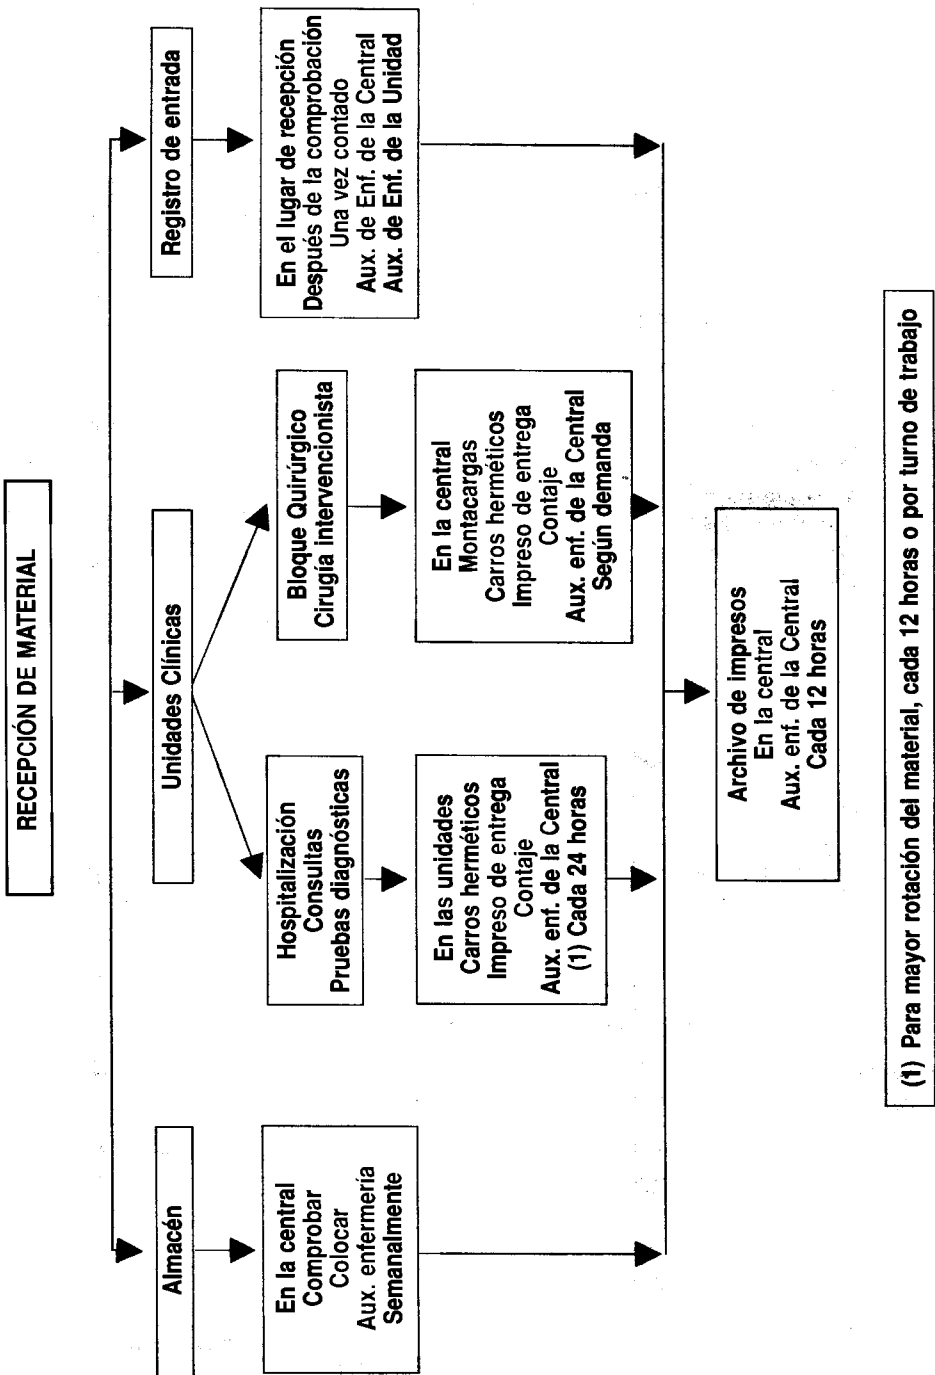 RECEPCIÓN DE MATERIAL
Almacén
Unidades Clínicas
Registro de entrada
Hospitalización
Consultas
Pruebas diagnósticas
Bloque Quirúrgico
Cirugía intervencionista
En la central
Comprobar
Colocar
Aux. enfermería
Semanalmente
En las unidades
Carros herméticos
Impreso de entrega
Contaje
Aux. enf. de la Central
(1) Cada 24 horas
En la central
Montacargas
Carros herméticos
Impreso de entrega
Contaje
Aux. enf. de la Central
Según demanda
En el lugar de recepción
Después de la comprobación
Una vez contado
Aux. de Enf. de la Central
Aux. de Enf. de la Unidad
Archivo de impresos
En la central
Aux. enf. de la Central
Cada 12 horas
(1) Para mayor rotación del material, cada 12 horas o por turno de trabajo